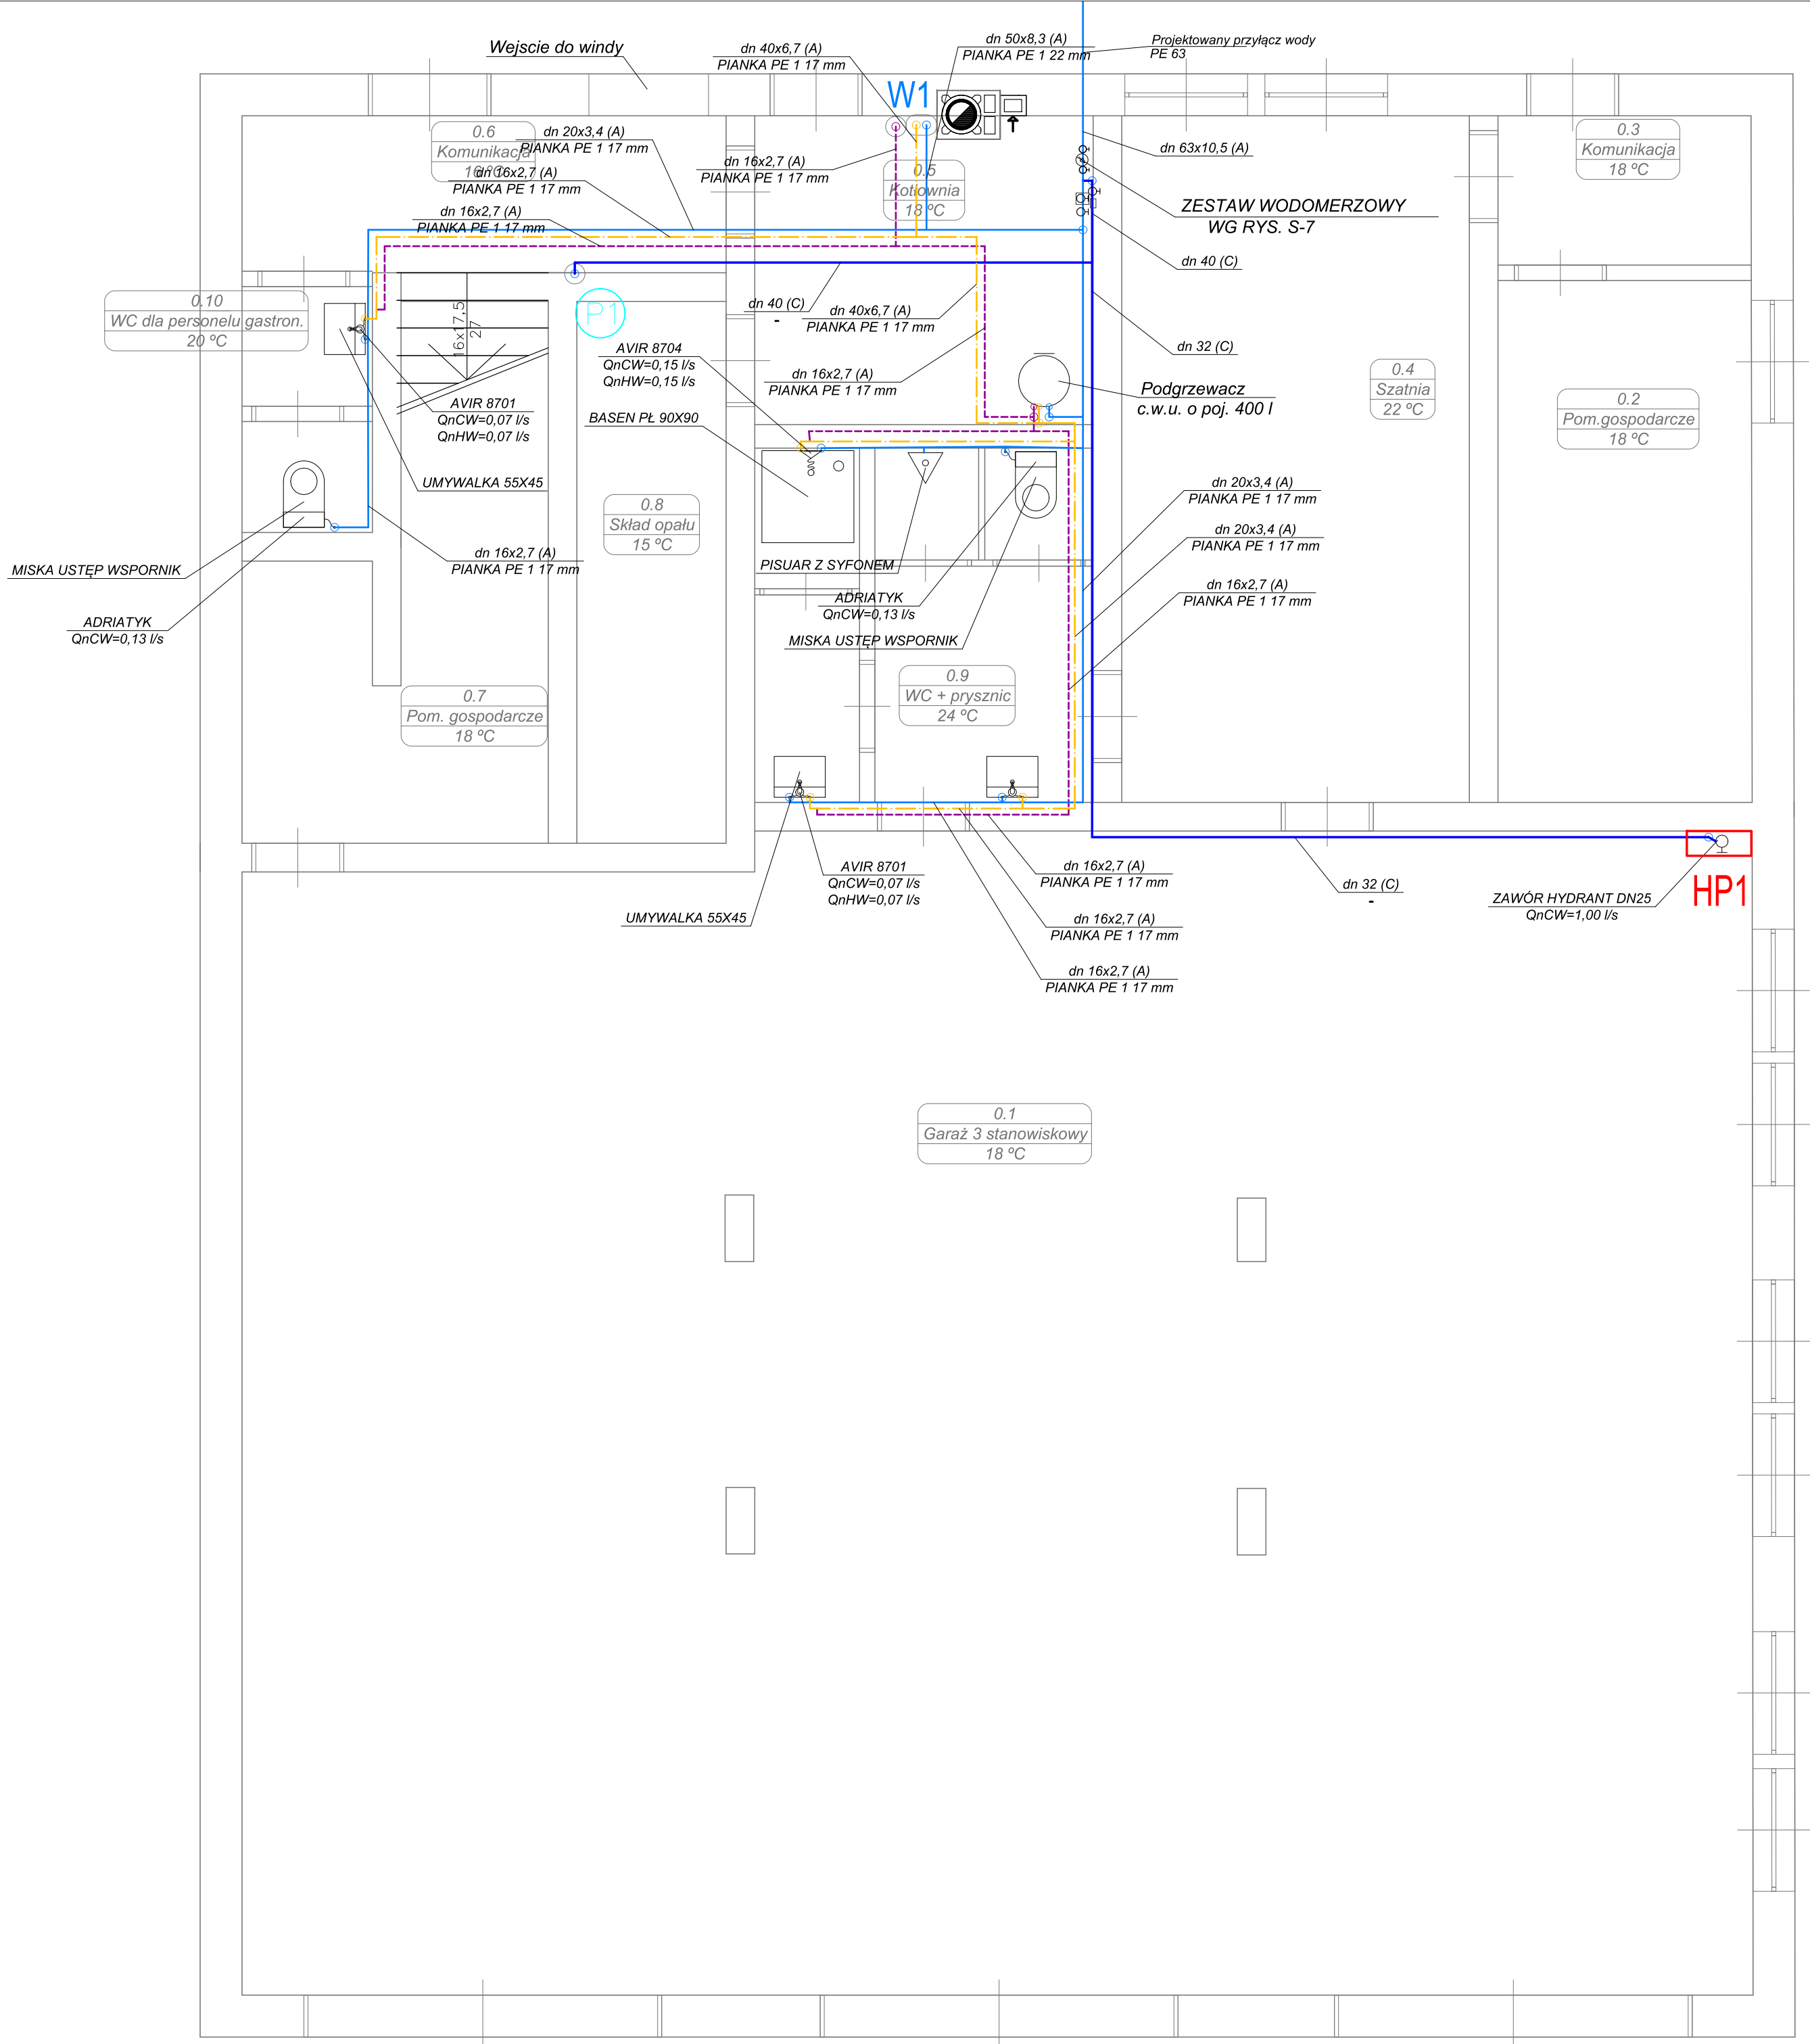 Wejscie do windy
dn 40x6,7 (A)
PIANKA PE 1 17 mm
dn 50x8,3 (A)
PIANKA PE 1 22 mm
Projektowany przyłącz wody
PE 63
W1
0.6
Komunikacja
dn 20x3,4 (A)
PIANKA PE 1 17 mm
dn 16x2,7 (A)
PIANKA PE 1 17 mm
dn 16x2,7 (A)
PIANKA PE 1 17 mm
dn 16x2,7 (A)
PIANKA PE 1 17 mm
0.5
Kotłownia
18 ºC
dn 63x10,5 (A)
0.3
Komunikacja
18 ºC
ZESTAW WODOMERZOWY
WG RYS. S-7
dn 40 (C)
0.10
WC dla personelu gastron.
20 ºC
16x17,5
27
P1
dn 40 (C)
-
dn 40x6,7 (A)
PIANKA PE 1 17 mm
dn 32 (C)
AVIR 8704
QnCW=0,15 l/s
QnHW=0,15 l/s
dn 16x2,7 (A)
PIANKA PE 1 17 mm
Podgrzewacz
c.w.u. o poj. 400 l
0.4
Szatnia
22 ºC
0.2
Pom.gospodarcze
18 ºC
AVIR 8701
QnCW=0,07 l/s
QnHW=0,07 l/s
BASEN PŁ 90X90
UMYWALKA 55X45
0.8
Skład opału
15 ºC
dn 20x3,4 (A)
PIANKA PE 1 17 mm
dn 20x3,4 (A)
PIANKA PE 1 17 mm
dn 16x2,7 (A)
PIANKA PE 1 17 mm
MISKA USTĘP WSPORNIK
dn 16x2,7 (A)
PIANKA PE 1 17 mm
PISUAR Z SYFONEM
ADRIATYK
QnCW=0,13 l/s
ADRIATYK
QnCW=0,13 l/s
MISKA USTĘP WSPORNIK
0.7
Pom. gospodarcze
18 ºC
0.9
WC + prysznic
24 ºC
AVIR 8701
QnCW=0,07 l/s
QnHW=0,07 l/s
UMYWALKA 55X45
dn 16x2,7 (A)
PIANKA PE 1 17 mm
dn 16x2,7 (A)
PIANKA PE 1 17 mm
dn 16x2,7 (A)
PIANKA PE 1 17 mm
dn 32 (C)
-
ZAWÓR HYDRANT DN25
QnCW=1,00 l/s
HP1
0.1
Garaż 3 stanowiskowy
18 ºC